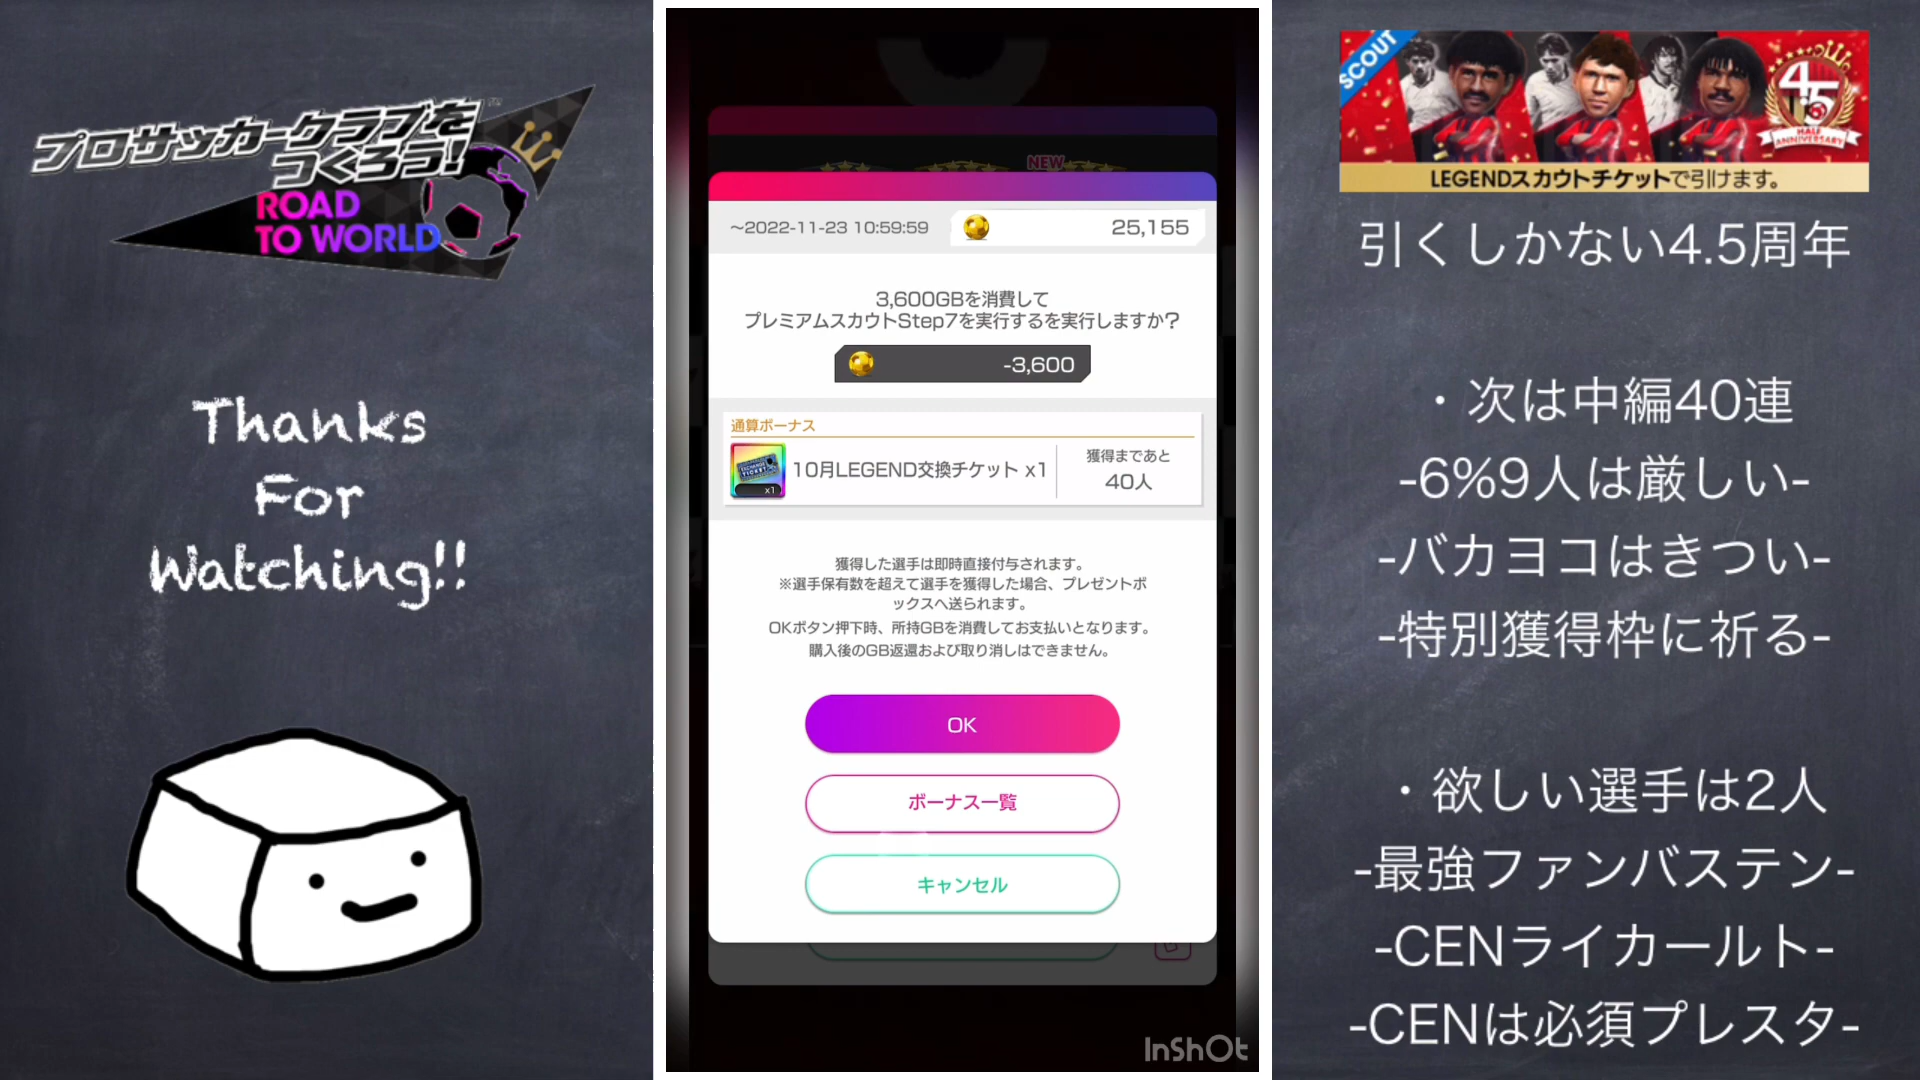 プロサッカークラブを
つくろう!
ROAD
TO WORLD
Thanks
For
Watching!!
NEW
~2022-11-23 10:59:59
25,155
3,600GBを消費して
プレミアムスカウトStep7を実行するを実行しますか?
-3,600
通算ボーナス
EXCHANGE
TICKET
x1
10月LEGEND交換チケット x1
獲得まであと
40人
獲得した選手は即時直接付与されます。
※選手保有数を超えて選手を獲得した場合、プレゼントボ
ックスへ送られます。
OKボタン押下時、所持GBを消費してお支払いとなります。
購入後のGB返還および取り消しはできません。
OK
ボーナス一覧
キャンセル
InShOt
SCOUT
4.5
HALF
ANNIVERSARY
LEGENDスカウトチケットで引けます。
引くしかない4.5周年
・次は中編40連
-6%9人は厳しい-
-バカヨコはきつい-
-特別獲得枠に祈る-
・欲しい選手は2人
-最強ファンバステン-
-CENライカールト-
-CENは必須プレスタ-